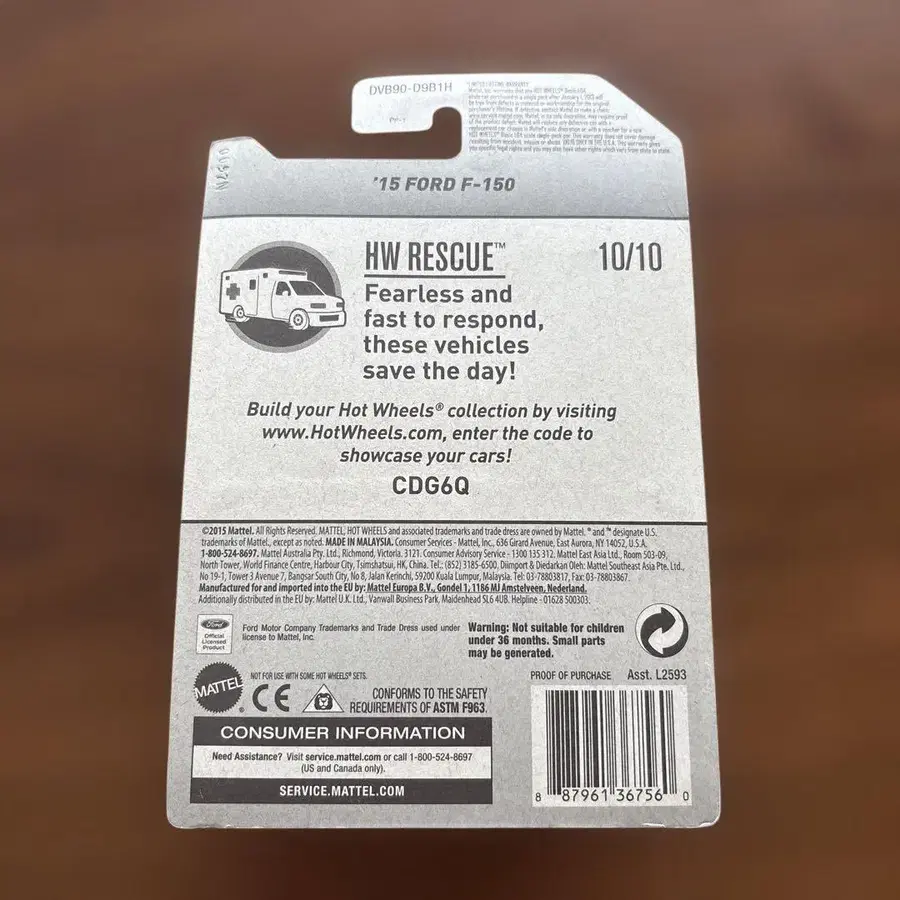 DVB90-D9B1H
LIMITED LIFETIME WARRANTY
'15 FORD F-150
HW RESCUE™
10/10
Fearless and
fast to respond,
these vehicles
save the day!
Build your Hot Wheels® collection by visiting
www.HotWheels.com, enter the code to
showcase your cars!
CDG6Q
©2015 Mattel. All Rights Reserved. MATTEL, HOT WHEELS and associated trademarks and trade dress are owned by Mattel. ® and ™ designate U.S.
trademarks of Mattel, except as noted. MADE IN MALAYSIA. Consumer Services - Mattel, Inc., 636 Girard Avenue, East Aurora, NY 14052, U.S.A.
1-800-524-8697. Mattel Australia Pty. Ltd., Richmond, Victoria. 3121. Consumer Advisory Service - 1300 135 312. Mattel East Asia Ltd., Room 503-09,
North Tower, World Finance Centre, Harbour City, Tsimshatsui, HK, China. Tel.: (852) 3185-6500, Diimport & Diedarkan Oleh: Mattel Southeast Asia Pte. Ltd.,
No 19-1, Tower 3 Avenue 7, Bangsar South City, No 8, Jalan Kerinchi, 59200 Kuala Lumpur, Malaysia. Tel: 03-78803817, Fax: 03-78803867.
Manufactured for and imported into the EU by: Mattel Europa B.V., Gondel 1, 1186 MJ Amstelveen, Nederland.
Additionally distributed in the EU by: Mattel U.K. Ltd., Vanwall Business Park, Maidenhead SL6 4UB. Helpline - 01628 500303.
Ford
Official
Licensed
Product
Ford Motor Company Trademarks and Trade Dress used under
license to Mattel, Inc.
Warning: Not suitable for children
under 36 months. Small parts
may be generated.
MATTEL
NOT FOR USE WITH SOME HOT WHEELS® SETS.
CE
CONFORMS TO THE SAFETY
REQUIREMENTS OF ASTM F963.
PROOF OF PURCHASE Asst. L2593
CONSUMER INFORMATION
Need Assistance? Visit service.mattel.com or call 1-800-524-8697
(US and Canada only).
SERVICE.MATTEL.COM
8 87961 36756 0